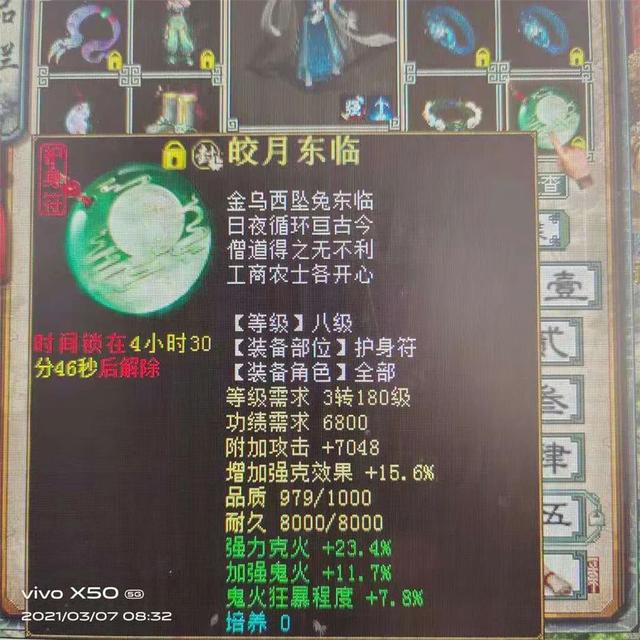 护身符
封
皎月东临
金乌西坠兔东临
日夜循环亘古今
僧道得之无不利
工商农士各开心
时间锁在4小时30
分46秒后解除
【等级】八级
【装备部位】护身符
【装备角色】全部
等级需求 3转180级
功绩需求 6800
附加攻击 +7048
增加强克效果 +15.6%
品质 979/1000
耐久 8000/8000
强力克火 +23.4%
加强鬼火 +11.7%
鬼火狂暴程度 +7.8%
培养 0
查
壹
贰
叁
肆
五
vivo X50 5G
2021/03/07 08:32